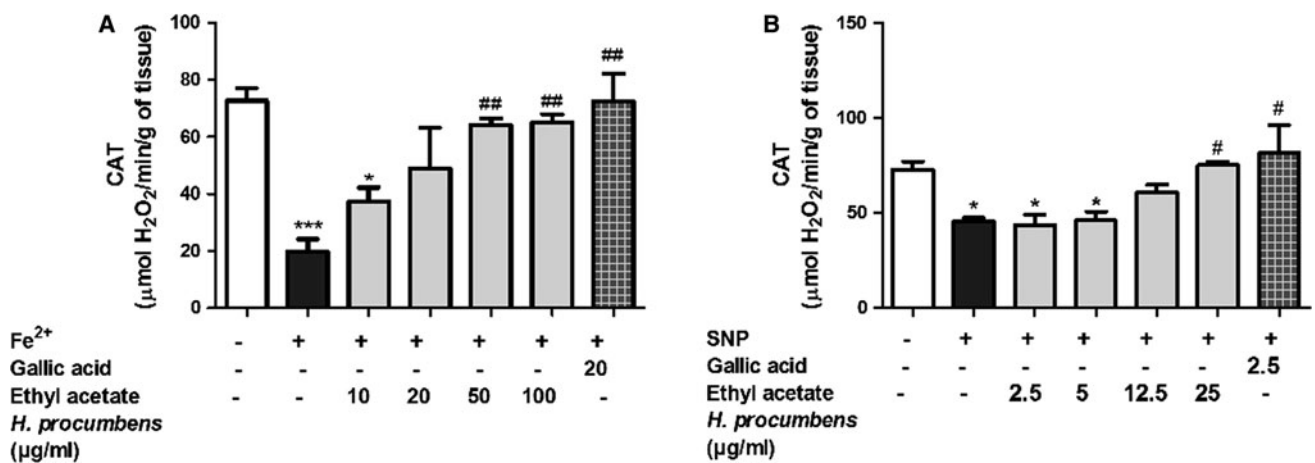 A
CAT
(μmol H₂O₂/min/g of tissue)
100
80
60
40
20
0
***
*
##
##
##
Fe²⁺ - + + + + + +
Gallic acid - - - - - - 20
Ethyl acetate - - 10 20 50 100 -
H. procumbens
(μg/ml)
B
CAT
(μmol H₂O₂/min/g of tissue)
150
100
50
0
*
*
*
#
#
SNP - + + + + + +
Gallic acid - - - - - - 2.5
Ethyl acetate - - 2.5 5 12.5 25 -
H. procumbens
(μg/ml)